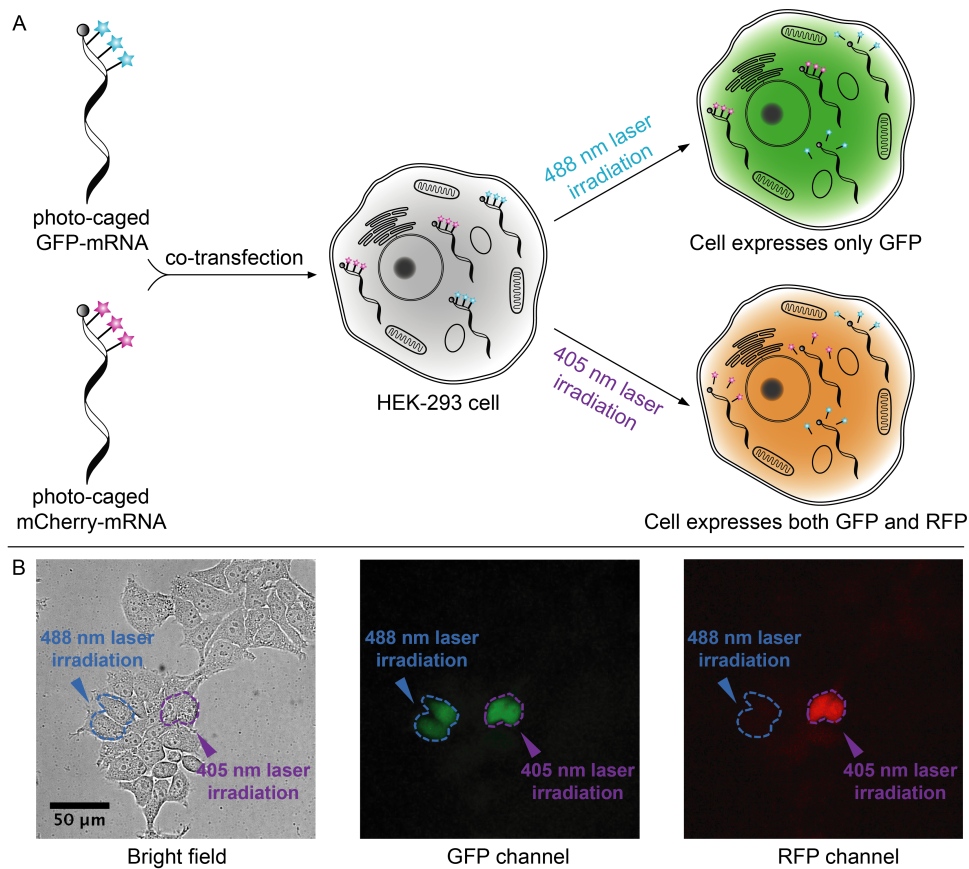 A
photo-caged
GFP-mRNA
co-transfection
photo-caged
mCherry-mRNA
HEK-293 cell
488 nm laser
irradiation
405 nm laser
irradiation
Cell expresses only GFP
Cell expresses both GFP and RFP
B
488 nm laser
irradiation
405 nm laser
irradiation
50 µm
Bright field
488 nm laser
irradiation
405 nm laser
irradiation
GFP channel
488 nm laser
irradiation
405 nm laser
irradiation
RFP channel